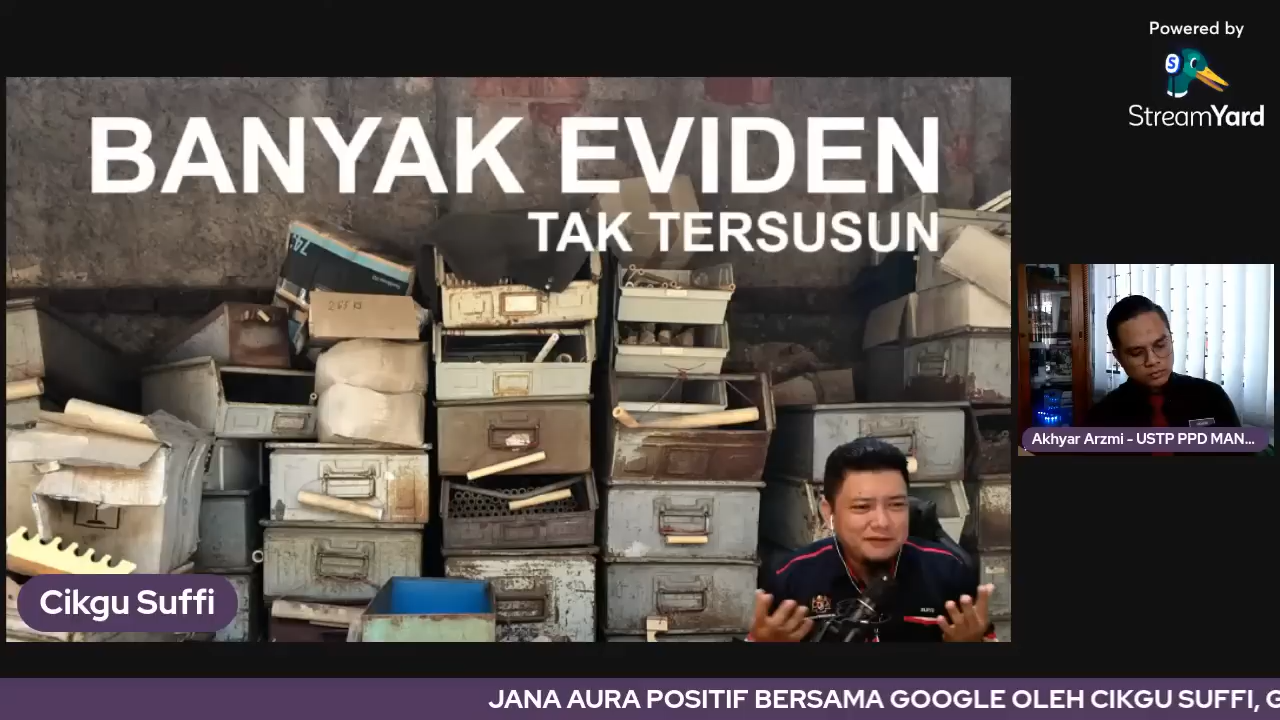 Powered by
StreamYard
BANYAK EVIDEN
TAK TERSUSUN
Cikgu Suffi
Akhyar Arzmi - USTP PPD MAN...
JANA AURA POSITIF BERSAMA GOOGLE OLEH CIKGU SUFFI, G